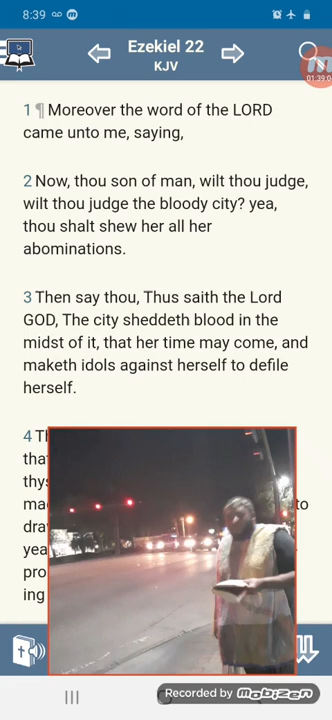 8:39
Ezekiel 22
KJV
01:39:0
1 ¶ Moreover the word of the LORD
came unto me, saying,
2 Now, thou son of man, wilt thou judge,
wilt thou judge the bloody city? yea,
thou shalt shew her all her
abominations.
3 Then say thou, Thus saith the Lord
GOD, The city sheddeth blood in the
midst of it, that her time may come, and
maketh idols against herself to defile
herself.
4 Th
tha
thys
ma to
dra
yea
pro
ing
Recorded by mobizen